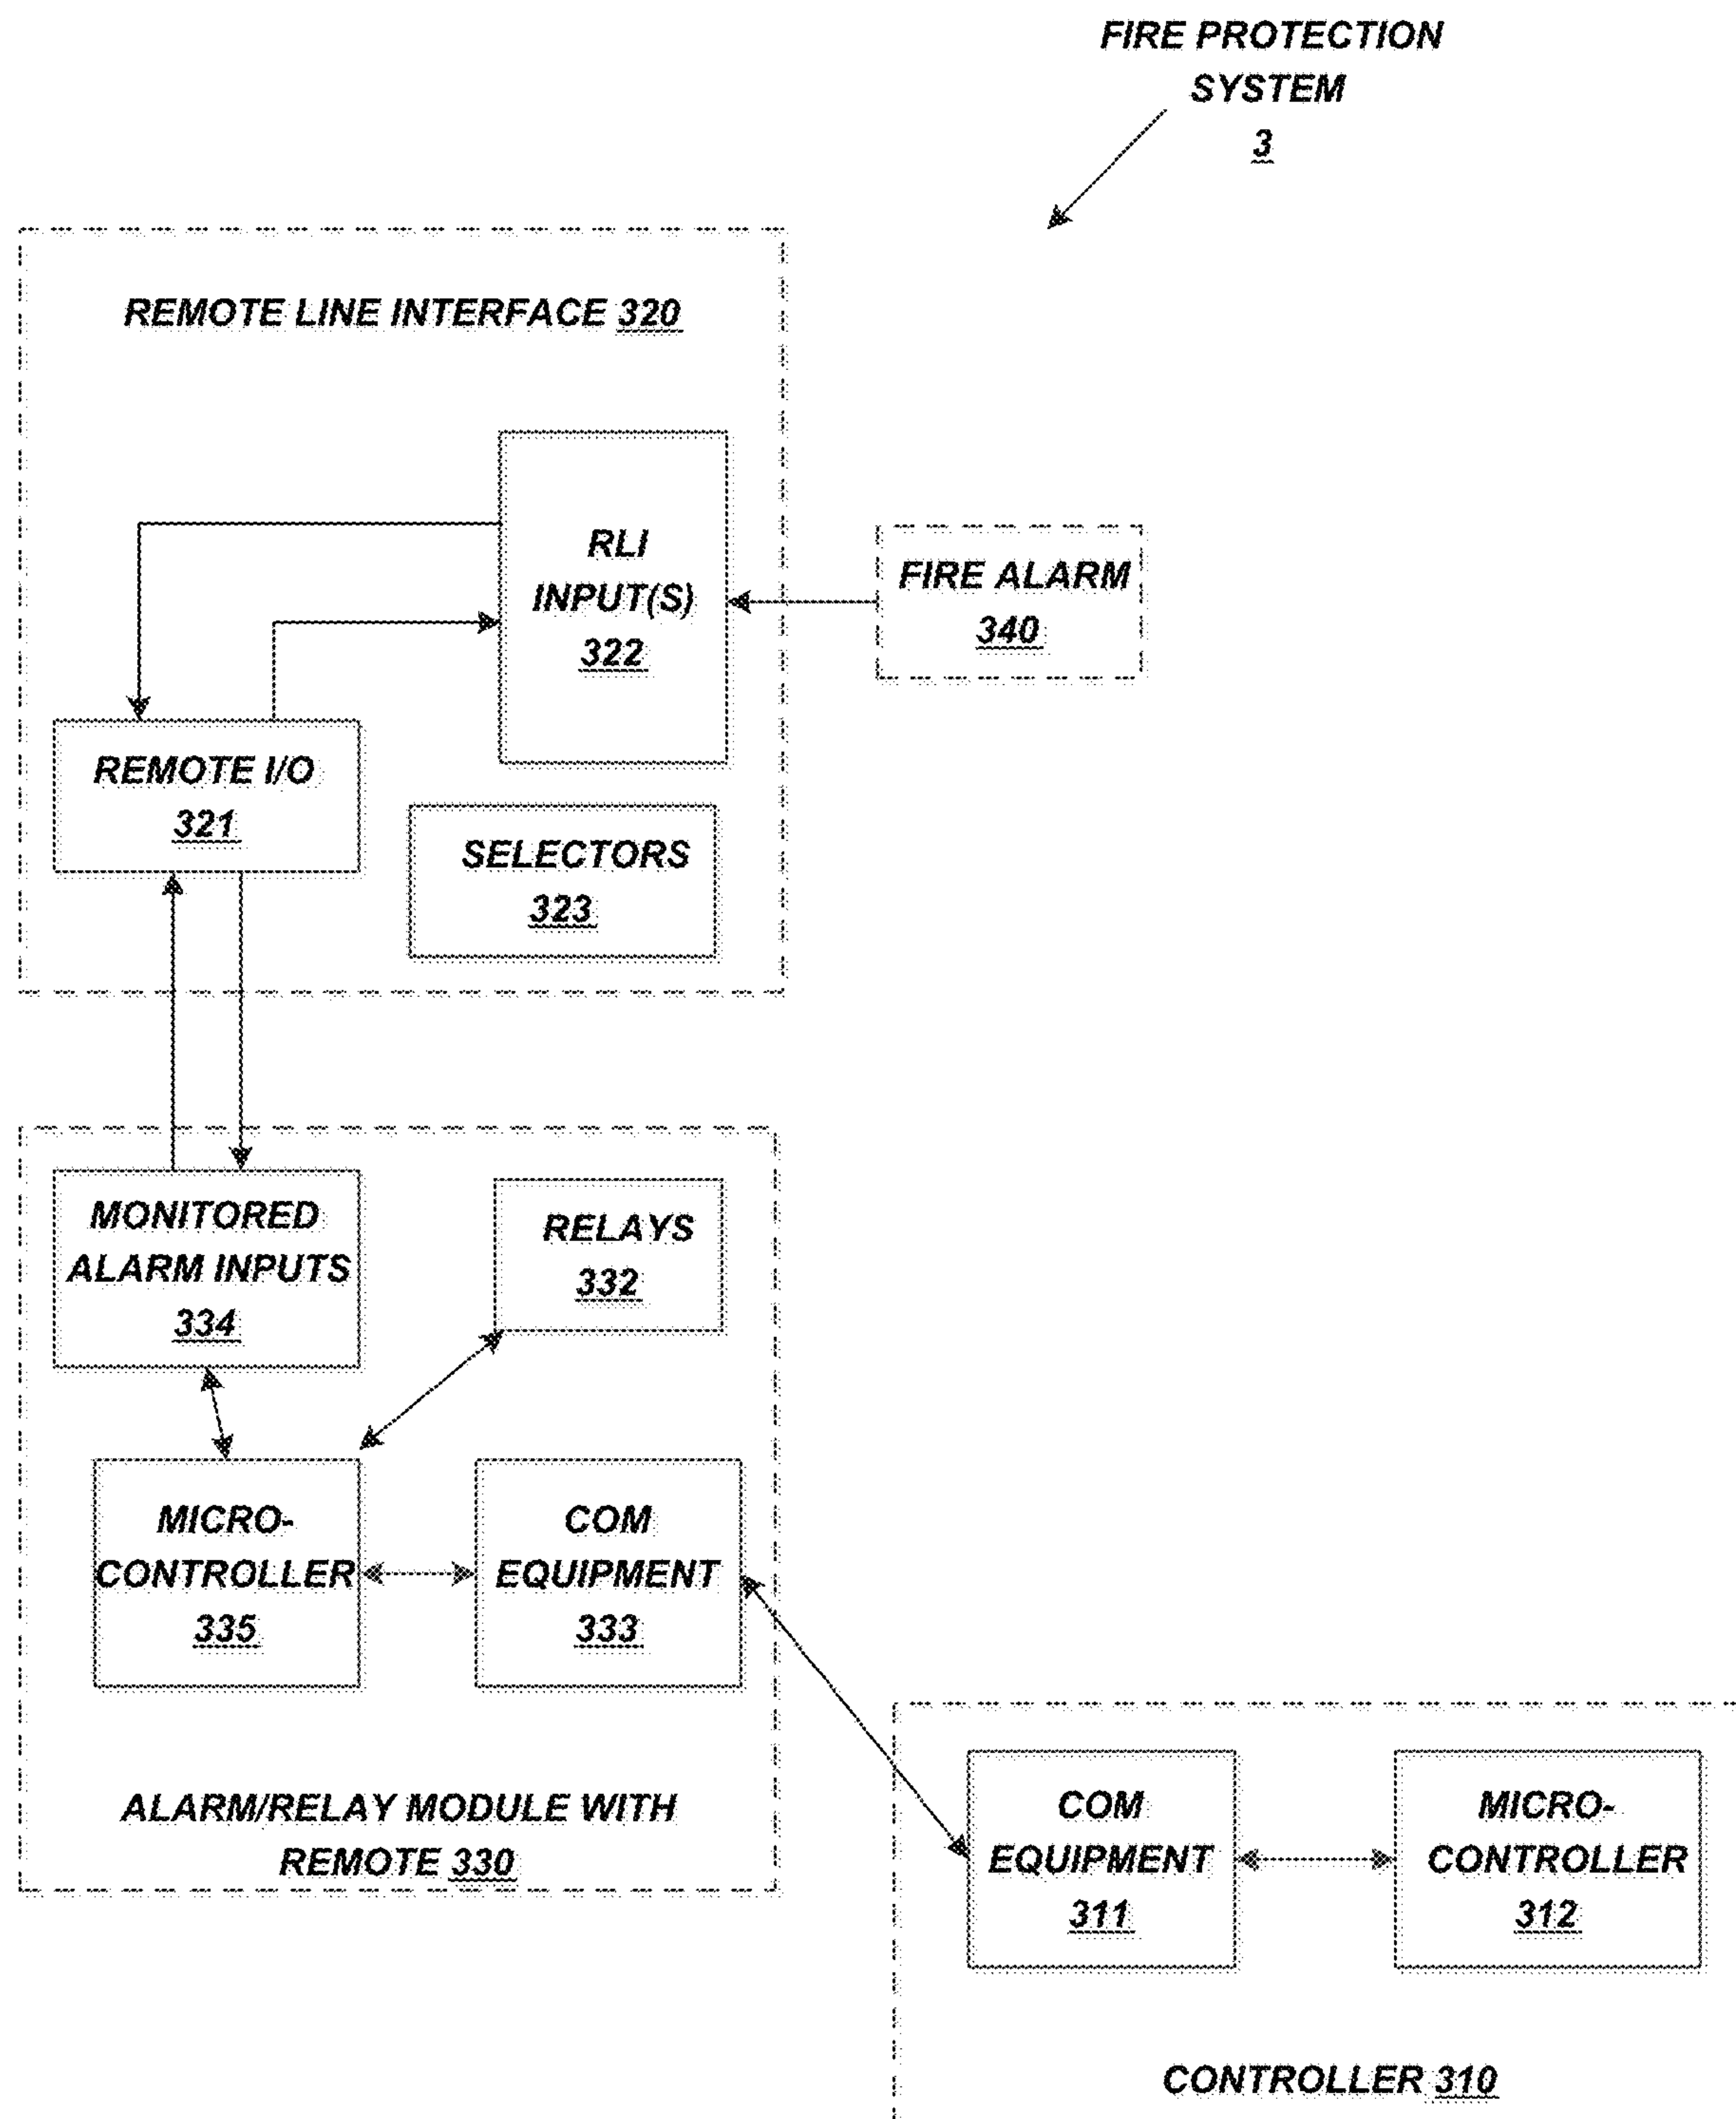 FIRE PROTECTION
SYSTEM
3
REMOTE LINE INTERFACE 320
RLI
INPUT(S)
322
FIRE ALARM
340
REMOTE I/O
321
SELECTORS
323
MONITORED
ALARM INPUTS
334
RELAYS
332
MICRO-
CONTROLLER
335
COM
EQUIPMENT
333
ALARM/RELAY MODULE WITH
REMOTE 330
COM
EQUIPMENT
311
MICRO-
CONTROLLER
312
CONTROLLER 310